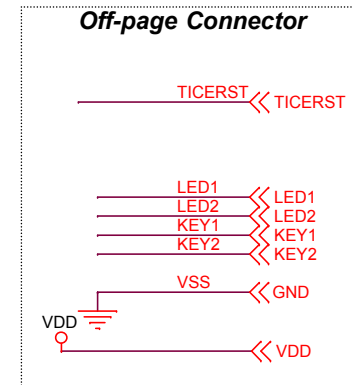 Off-page Connector
TICERST TICERST
LED1 LED1
LED2 LED2
KEY1 KEY1
KEY2 KEY2
VSS GND
VDD
VDD